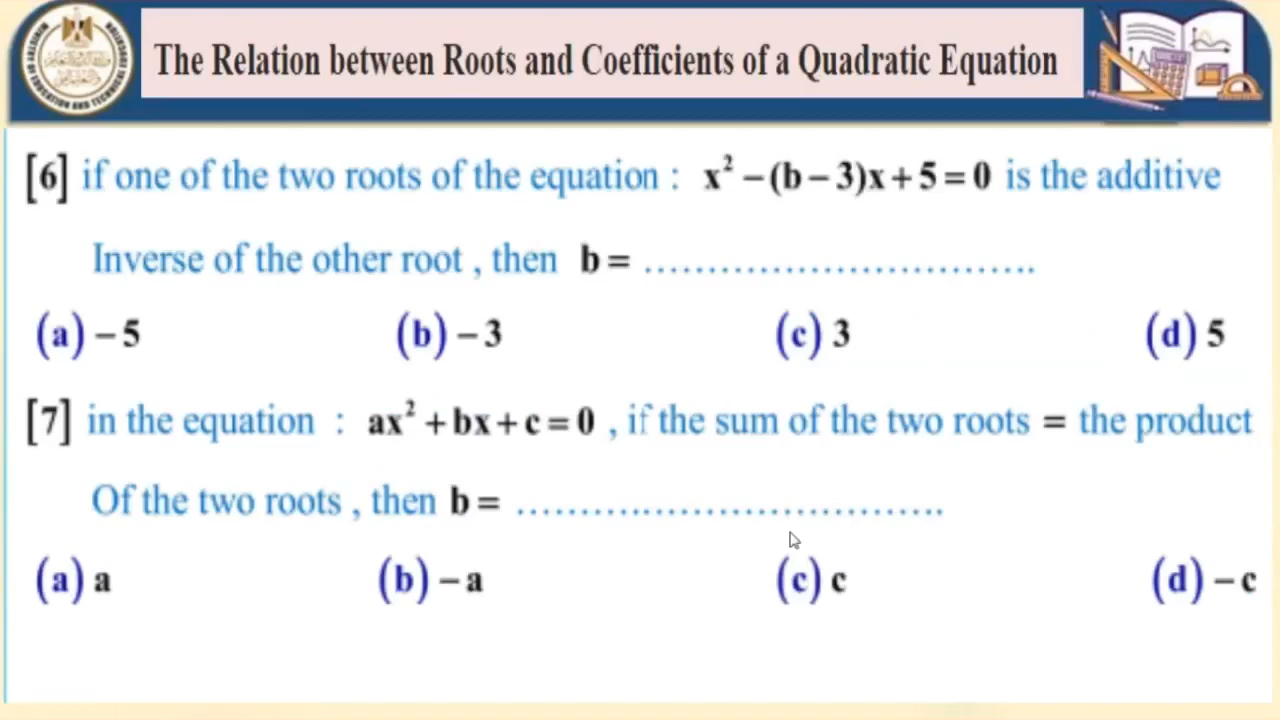 The Relation between Roots and Coefficients of a Quadratic Equation
[6] if one of the two roots of the equation : x² – (b – 3)x + 5 = 0 is the additive
Inverse of the other root , then b = ……………………………….
(a) – 5 (b) – 3 (c) 3 (d) 5
[7] in the equation : ax² + bx + c = 0 , if the sum of the two roots = the product
Of the two roots , then b = ………………………………….
(a) a (b) – a (c) c (d) – c